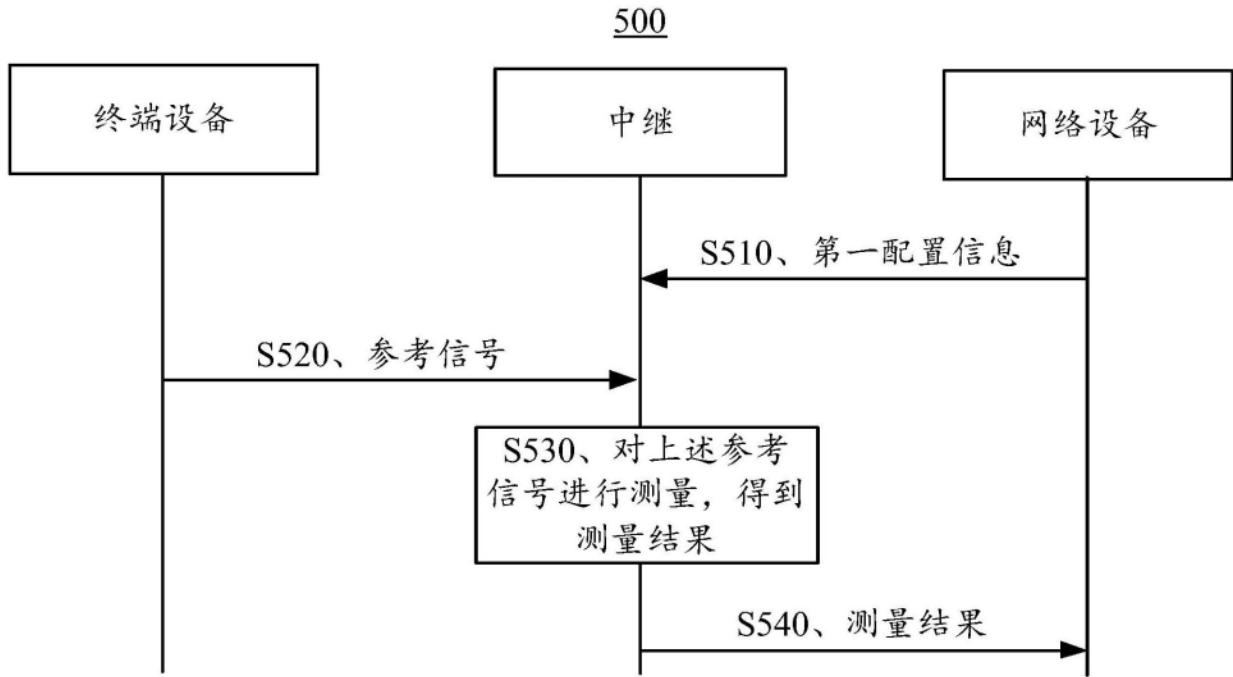 500
终端设备
中继
网络设备
S510、第一配置信息
S520、参考信号
S530、对上述参考
信号进行测量，得到
测量结果
S540、测量结果